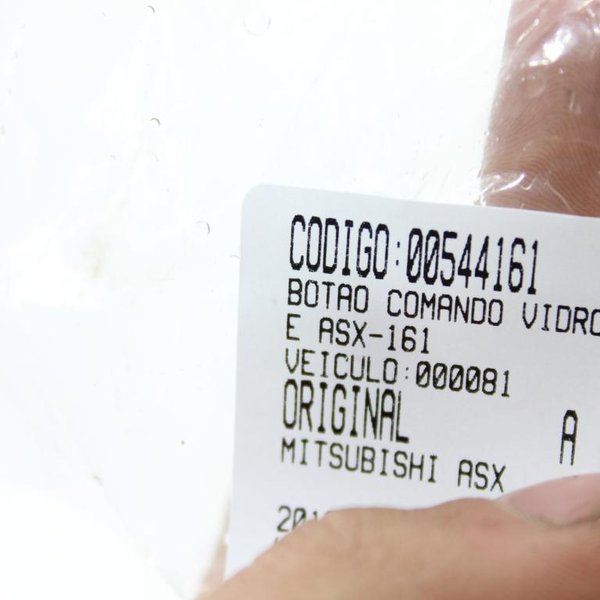 CODIGO:00544161
BOTAO COMANDO VIDRO
E ASX-161
VEICULO:000081
ORIGINAL A
MITSUBISHI ASX